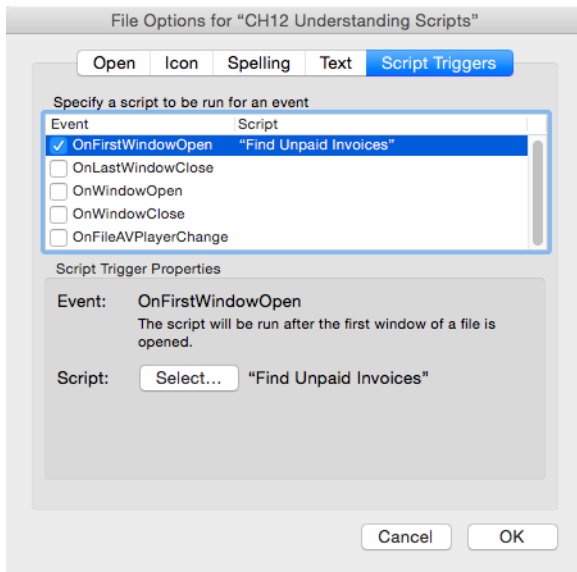 File Options for “CH12 Understanding Scripts”
Open Icon Spelling Text Script Triggers
Specify a script to be run for an event
Event Script
OnFirstWindowOpen “Find Unpaid Invoices”
OnLastWindowClose
OnWindowOpen
OnWindowClose
OnFileAVPlayerChange
Script Trigger Properties
Event: OnFirstWindowOpen
The script will be run after the first window of a file is
opened.
Script: Select... “Find Unpaid Invoices”
Cancel OK